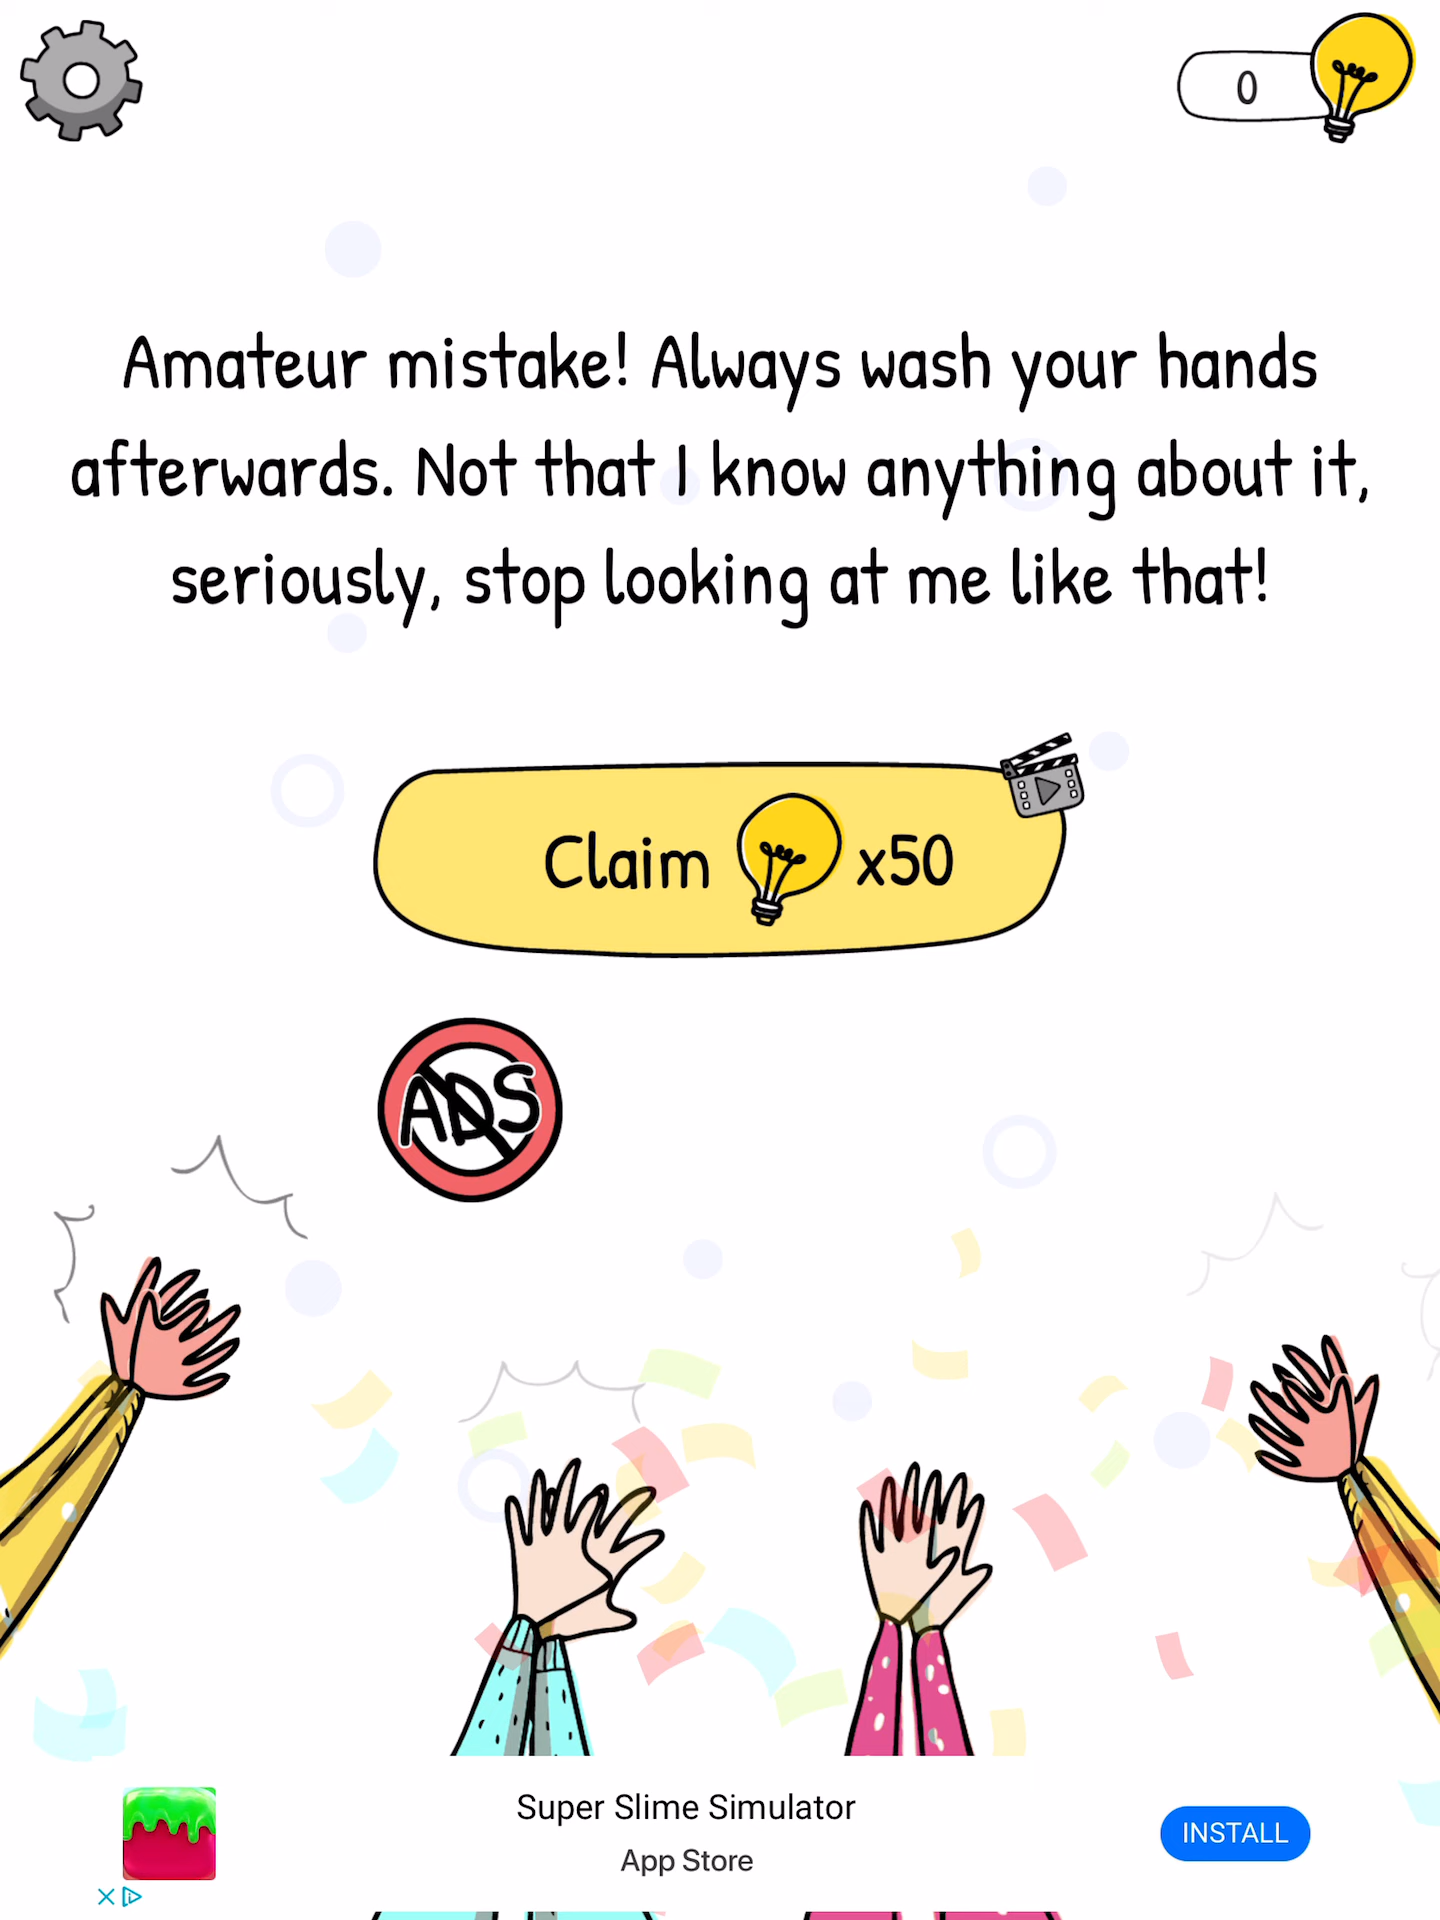 0
Amateur mistake! Always wash your hands
afterwards. Not that I know anything about it,
seriously, stop looking at me like that!
Claim x50
ADS
Super Slime Simulator
App Store
INSTALL